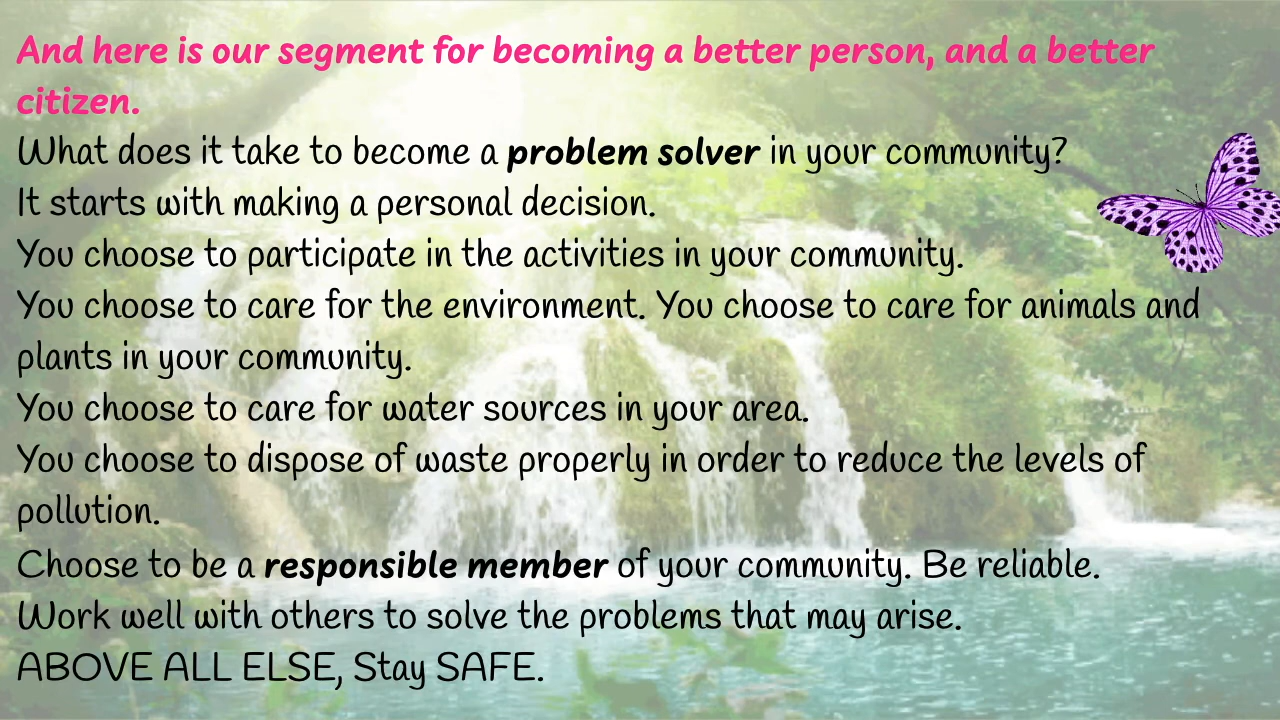 And here is our segment for becoming a better person, and a better
citizen.
What does it take to become a problem solver in your community?
It starts with making a personal decision.
You choose to participate in the activities in your community.
You choose to care for the environment. You choose to care for animals and
plants in your community.
You choose to care for water sources in your area.
You choose to dispose of waste properly in order to reduce the levels of
pollution.
Choose to be a responsible member of your community. Be reliable.
Work well with others to solve the problems that may arise.
ABOVE ALL ELSE, Stay SAFE.